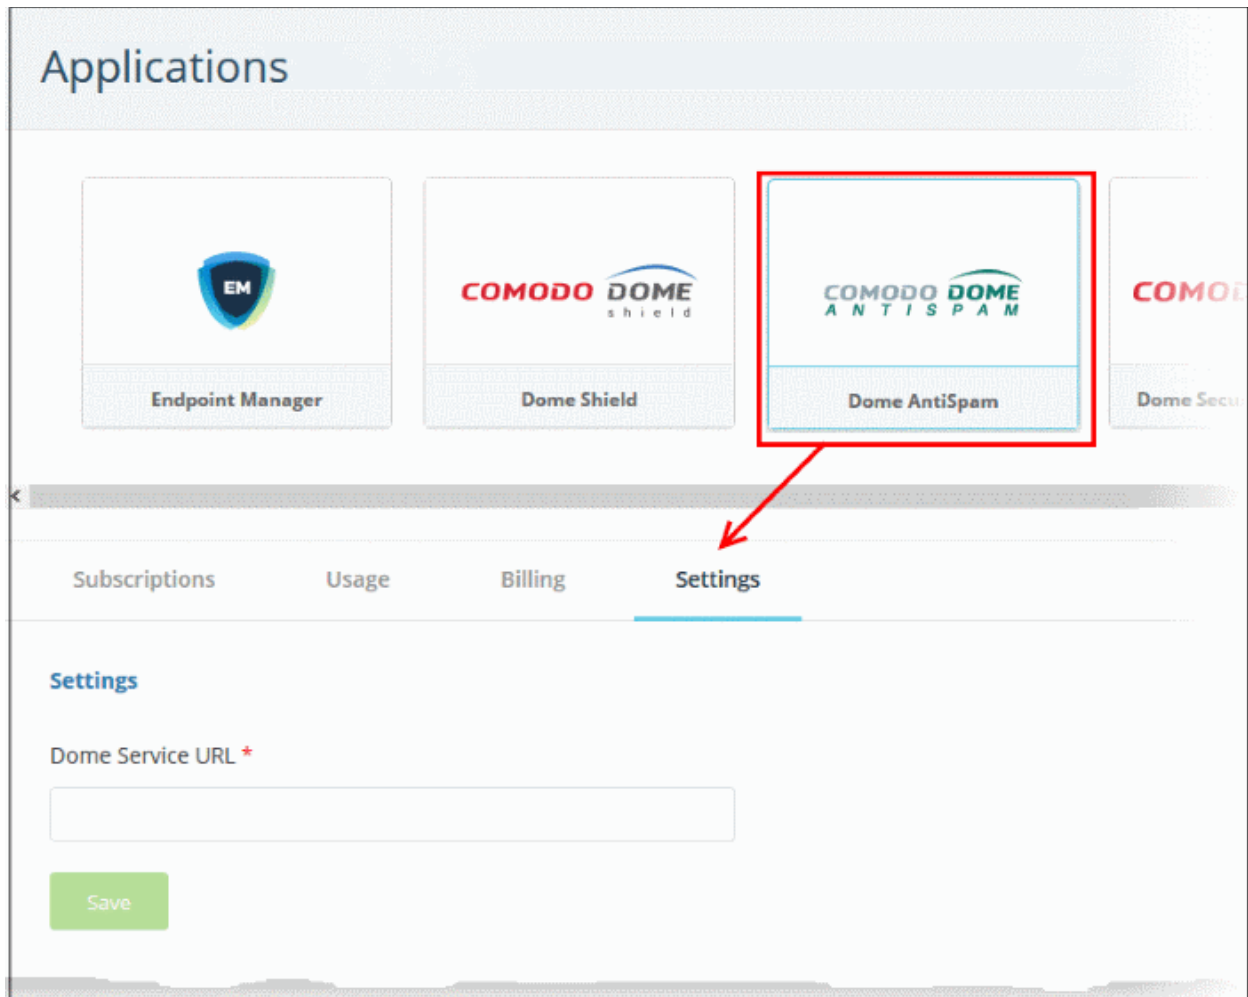 Applications
EM
COMODO DOME
shield
COMODO DOME
ANTISPAM
Endpoint Manager
Dome Shield
Dome AntiSpam
Dome
Subscriptions
Usage
Billing
Settings
Settings
Dome Service URL *
Save